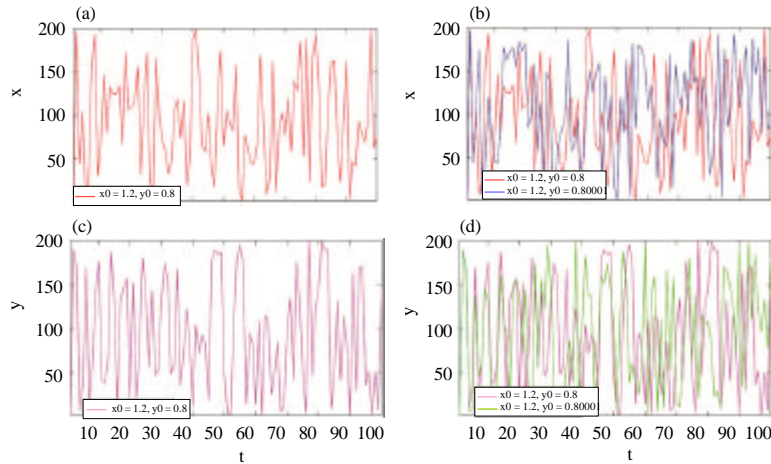 (a)
(b)
200
150
100
50
x
x0 = 1.2, y0 = 0.8
200
150
100
50
x
x0 = 1.2, y0 = 0.8
x0 = 1.2, y0 = 0.80001
(c)
(d)
200
150
100
50
y
x0 = 1.2, y0 = 0.8
10 20 30 40 50 60 70 80 90 100
t
200
150
100
50
y
x0 = 1.2, y0 = 0.8
x0 = 1.2, y0 = 0.80001
10 20 30 40 50 60 70 80 90 100
t